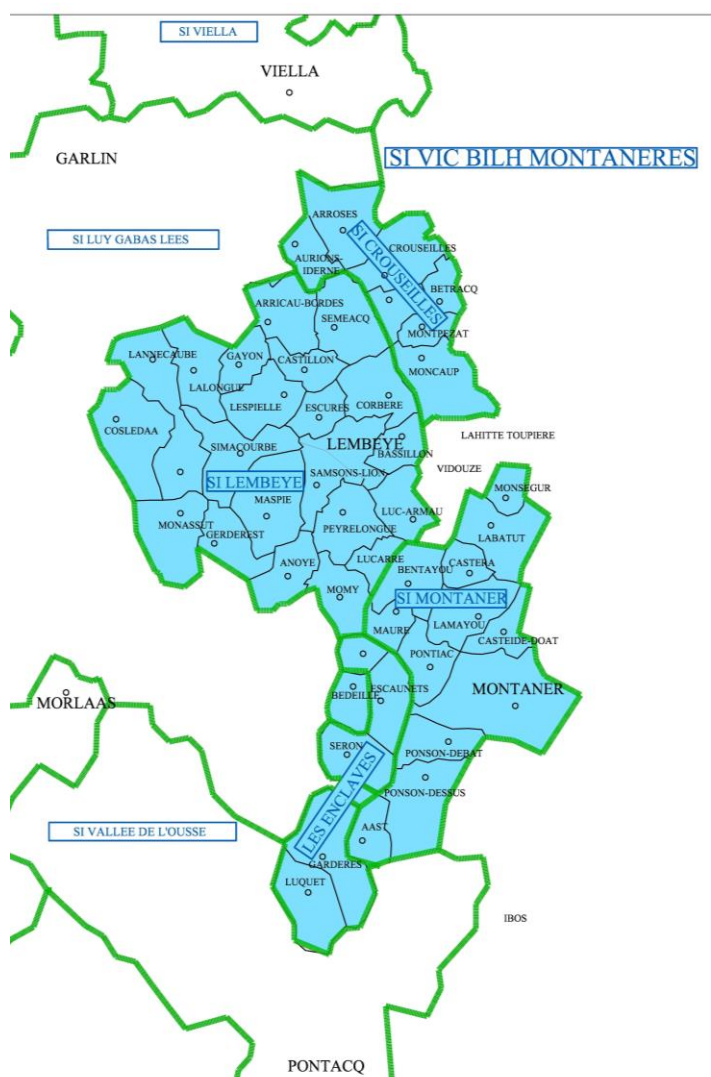 SI VIELLA
VIELLA
GARLIN
SI VIC BILH MONTANERES
SI LUY GABAS LEES
ARROSES
SI CROUSEILLES
CROUSEILLES
AURIONS-
IDERNE
BETRACQ
ARRICAU-BORDES
SEMEACQ
MONTPEZAT
LANNECAUBE
GAYON
CASTILLON
MONCAUP
LALONGUE
LESPIELLE
ESCURES
CORBERE
COSLEDAA
SIMACOURBE
LEMBEYE
BASSILLON
LAHITTE TOUPIERE
VIDOUZE
SI LEMBEYE
SAMSONS-LION
MASPIE
MONSEGUR
MONASSUT
PEYRELONGUE
LUC-ARMAU
LABATUT
GERDEREST
LUCARRE
ANOYE
BENTAYOU
CASTERA
MOMY
SI MONTANER
MAURE
LAMAYOU
CASTEIDE-DOAT
PONTIAC
BEDEILLE
ESCAUNETS
MONTANER
MORLAAS
SERON
PONSON-DEBAT
PONSON-DESSUS
LES ENCLAVES
SI VALLEE DE L'OUSSE
AAST
GARDERES
LUQUET
IBOS
PONTACQ